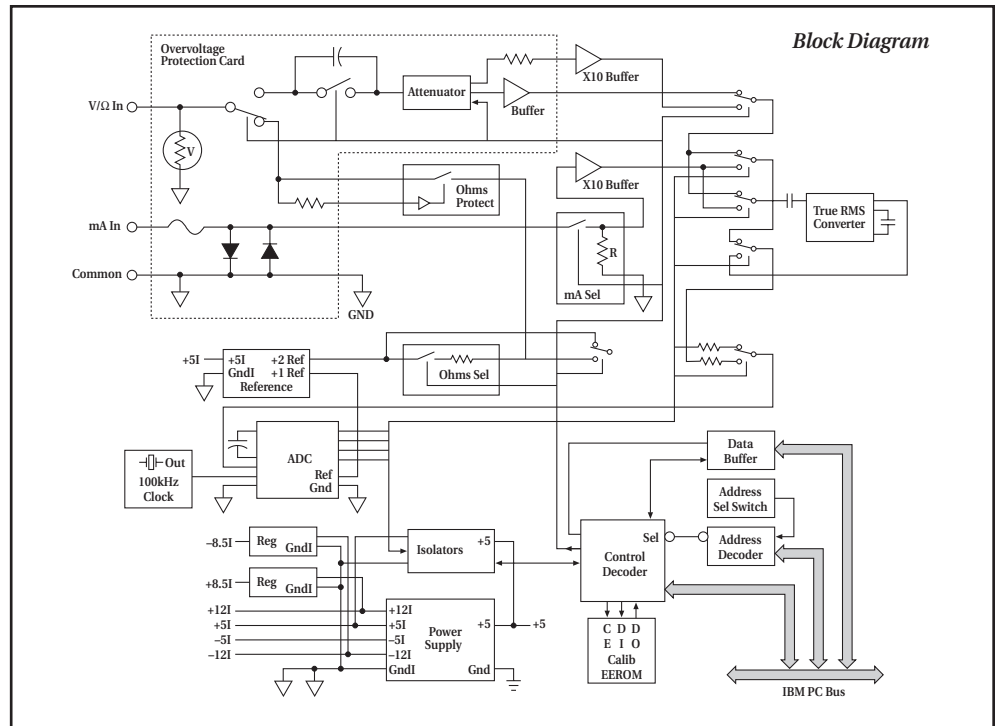 Block Diagram
Overvoltage
Protection Card
X10 Buffer
Attenuator
Buffer
V/Ω In
V
Ohms
Protect
X10 Buffer
True RMS
Converter
mA In
R
mA Sel
Common
GND
+5I
+5I
+2 Ref
GndI
+1 Ref
Reference
Ohms Sel
ADC
Ref
Gnd
Out
100kHz
Clock
Data
Buffer
Address
Sel Switch
Address
Decoder
Sel
Control
Decoder
–8.5I
Reg
GndI
Isolators
+5
+8.5I
Reg
GndI
+12I
+5I
–5I
–12I
+12I
+5I
–5I
–12I
GndI
Power
Supply
+5
Gnd
+5
C D D
E I O
Calib
EEROM
IBM PC Bus